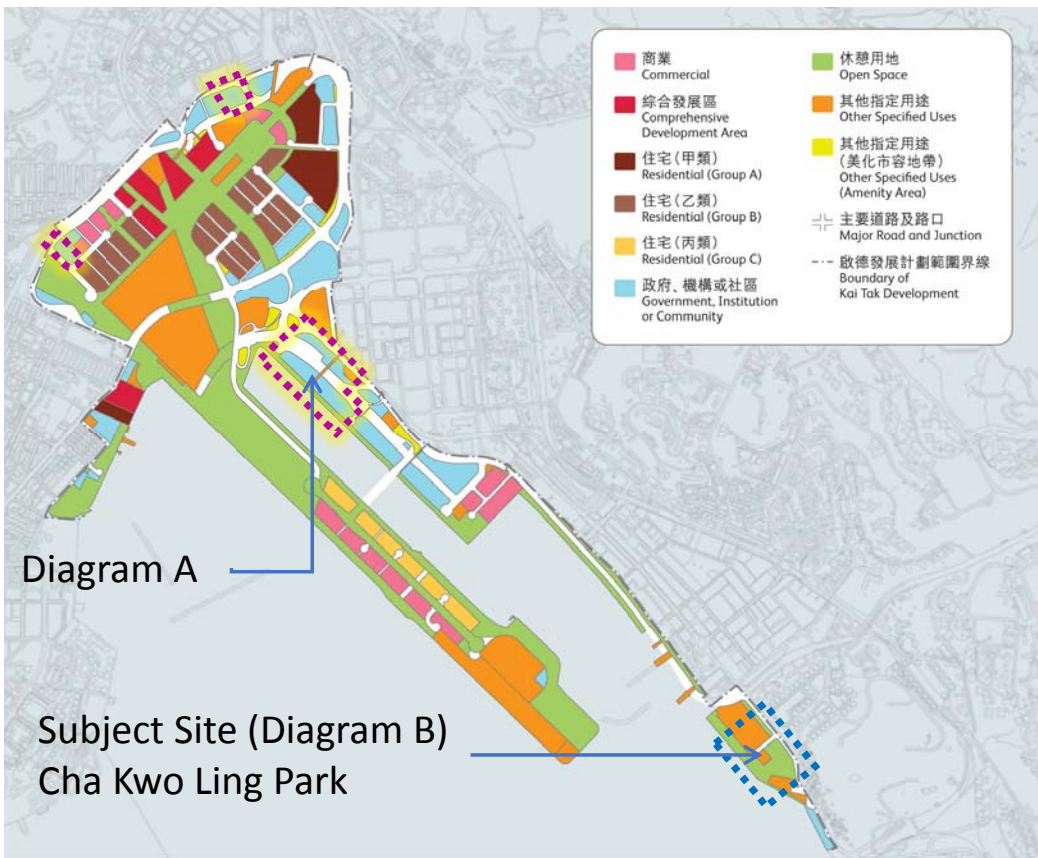 商業
Commercial
綜合發展區
Comprehensive
Development Area
住宅(甲類)
Residential (Group A)
住宅(乙類)
Residential (Group B)
住宅(丙類)
Residential (Group C)
政府、機構或社區
Government, Institution
or Community
休憩用地
Open Space
其他指定用途
Other Specified Uses
其他指定用途
(美化市容地帶)
Other Specified Uses
(Amenity Area)
主要道路及路口
Major Road and Junction
啟德發展計劃範圍界線
Boundary of
Kai Tak Development
Diagram A
Subject Site (Diagram B)
Cha Kwo Ling Park